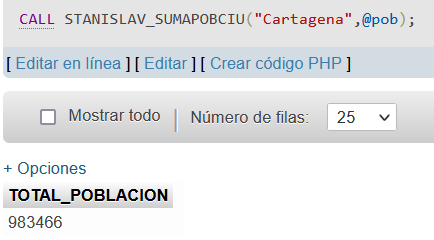 CALL STANISLAV_SUMAPOBCIU("Cartagena",@pob);
[ Editar en línea ] [ Editar ] [ Crear código PHP ]
Mostrar todo Número de filas: 25
+ Opciones
TOTAL_POBLACION
983466